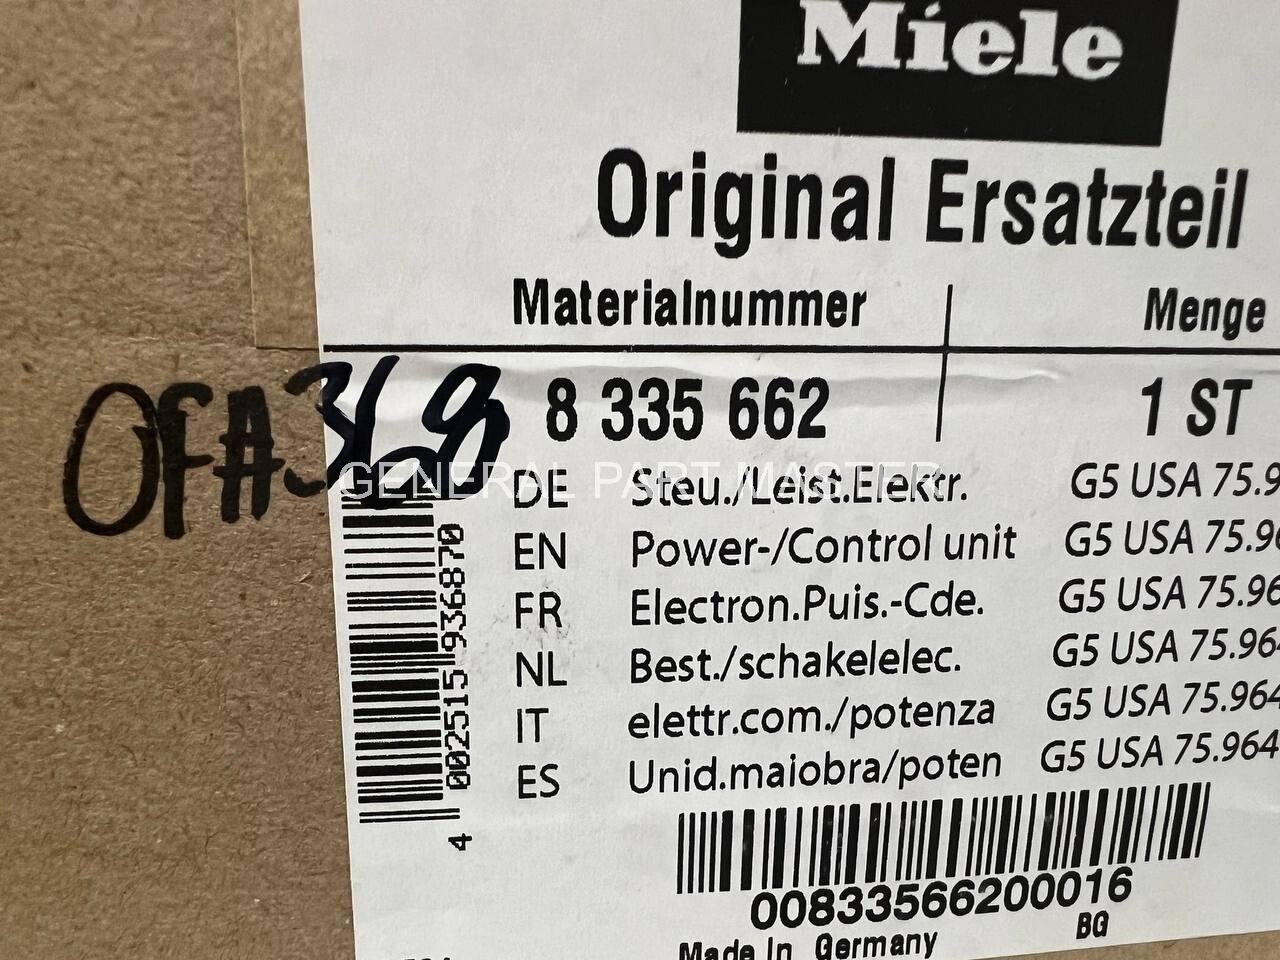 Miele
Original Ersatzteil
Materialnummer Menge
OFA368 8 335 662 1 ST
GENERAL PART MASTER
DE Steu./Leist.Elektr. G5 USA 75.9
EN Power-/Control unit G5 USA 75.96
FR Electron.Puis.-Cde. G5 USA 75.96
NL Best./schakelelec. G5 USA 75.964
IT elettr.com./potenza G5 USA 75.964
ES Unid.maiobra/poten G5 USA 75.964
4 002515 936870
00833566200016
BG
Made In Germany